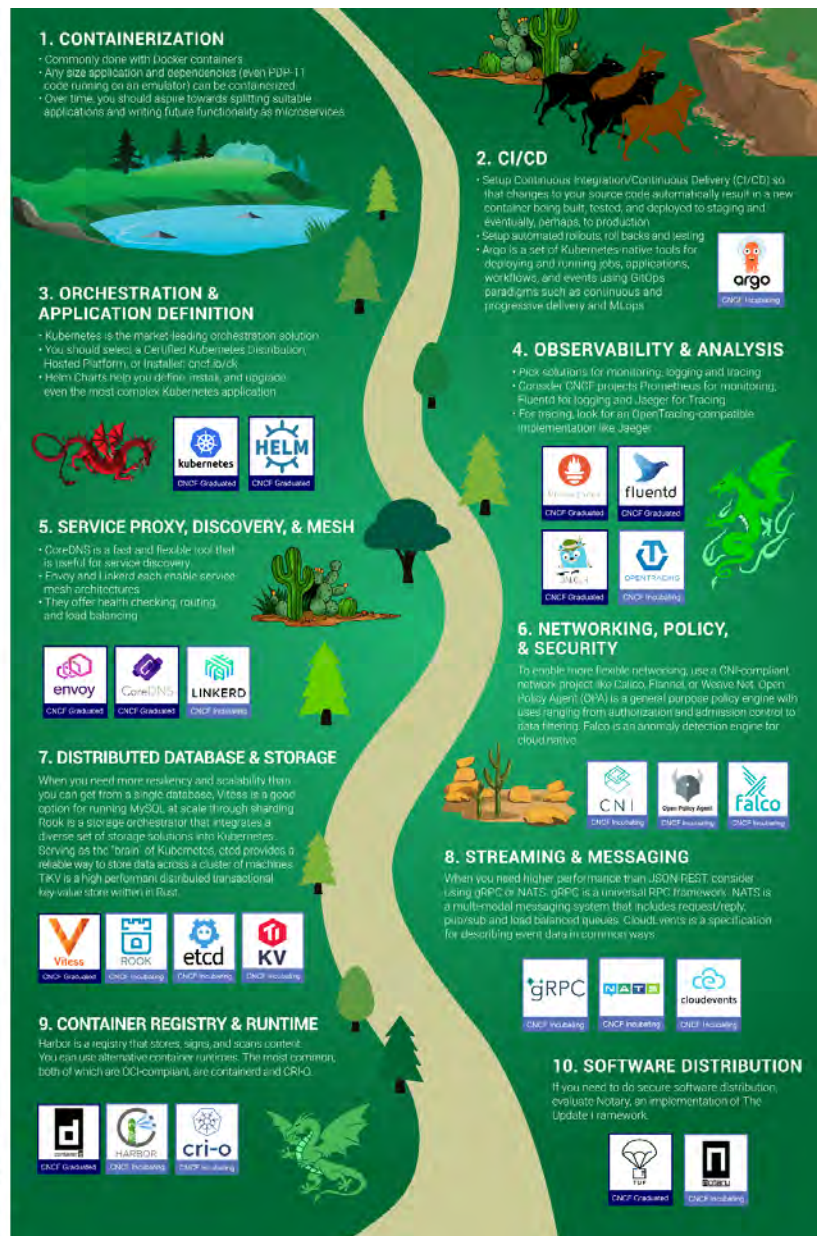 1. CONTAINERIZATION
• Commonly done with Docker containers
• Any size application and dependencies (even PDP-11
code running on an emulator) can be containerized
• Over time, you should aspire towards splitting suitable
applications and writing future functionality as microservices
2. CI/CD
• Setup Continuous Integration/Continuous Delivery (CI/CD) so
that changes to your source code automatically result in a new
container being built, tested, and deployed to staging and
eventually, perhaps, to production
• Setup automated rollouts, roll backs and testing
• Argo is a set of Kubernetes-native tools for
deploying and running jobs, applications,
workflows, and events using GitOps
paradigms such as continuous and
progressive delivery and MLops
argo
CNCF Incubating
3. ORCHESTRATION &
APPLICATION DEFINITION
• Kubernetes is the market-leading orchestration solution
• You should select a Certified Kubernetes Distribution,
Hosted Platform, or Installer: cncf.io/ck
• Helm Charts help you define, install, and upgrade
even the most complex Kubernetes application
kubernetes
CNCF Graduated
HELM
CNCF Graduated
4. OBSERVABILITY & ANALYSIS
• Pick solutions for monitoring, logging and tracing
• Consider CNCF projects Prometheus for monitoring,
Fluentd for logging and Jaeger for Tracing
• For tracing, look for an OpenTracing-compatible
implementation like Jaeger
CNCF Graduated
fluentd
CNCF Graduated
JAEGER
CNCF Graduated
OPENTRACING
CNCF Incubating
5. SERVICE PROXY, DISCOVERY, & MESH
• CoreDNS is a fast and flexible tool that
is useful for service discovery
• Envoy and Linkerd each enable service
mesh architectures
• They offer health checking, routing,
and load balancing
envoy
CNCF Graduated
CoreDNS
CNCF Graduated
LINKERD
CNCF Incubating
6. NETWORKING, POLICY,
& SECURITY
To enable more flexible networking, use a CNI-compliant
network project like Calico, Flannel, or Weave Net. Open
Policy Agent (OPA) is a general purpose policy engine with
uses ranging from authorization and admission control to
data filtering. Falco is an anomaly detection engine for
cloud native.
CNI
CNCF Incubating
Open Policy Agent
CNCF Incubating
falco
CNCF Incubating
7. DISTRIBUTED DATABASE & STORAGE
When you need more resiliency and scalability than
you can get from a single database, Vitess is a good
option for running MySQL at scale through sharding.
Rook is a storage orchestrator that integrates a
diverse set of storage solutions into Kubernetes.
Serving as the "brain" of Kubernetes, etcd provides a
reliable way to store data across a cluster of machines.
TiKV is a high performant distributed transactional
key-value store written in Rust.
Vitess
CNCF Graduated
ROOK
CNCF Incubating
etcd
CNCF Incubating
Ti
KV
CNCF Incubating
8. STREAMING & MESSAGING
When you need higher performance than JSON-REST, consider
using gRPC or NATS. gRPC is a universal RPC framework. NATS is
a multi-modal messaging system that includes request/reply,
pub/sub and load balanced queues. CloudEvents is a specification
for describing event data in common ways.
gRPC
CNCF Incubating
NATS
CNCF Incubating
cloudevents
CNCF Incubating
9. CONTAINER REGISTRY & RUNTIME
Harbor is a registry that stores, signs, and scans content.
You can use alternative container runtimes. The most common,
both of which are OCI-compliant, are containerd and CRI-O.
CNCF Graduated
HARBOR
CNCF Incubating
cri-o
CNCF Incubating
10. SOFTWARE DISTRIBUTION
If you need to do secure software distribution,
evaluate Notary, an implementation of The
Update Framework.
TUF
CNCF Graduated
Notary
CNCF Incubating